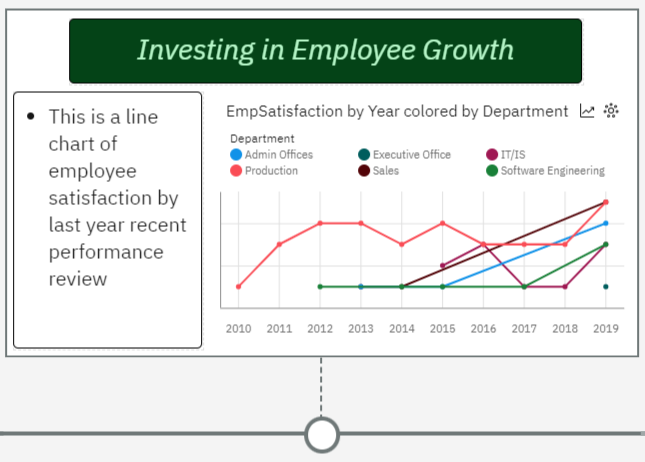 Investing in Employee Growth
• This is a line
chart of
employee
satisfaction by
last year recent
performance
review
EmpSatisfaction by Year colored by Department
Department
Admin Offices Executive Office IT/IS
Production Sales Software Engineering
2010 2011 2012 2013 2014 2015 2016 2017 2018 2019